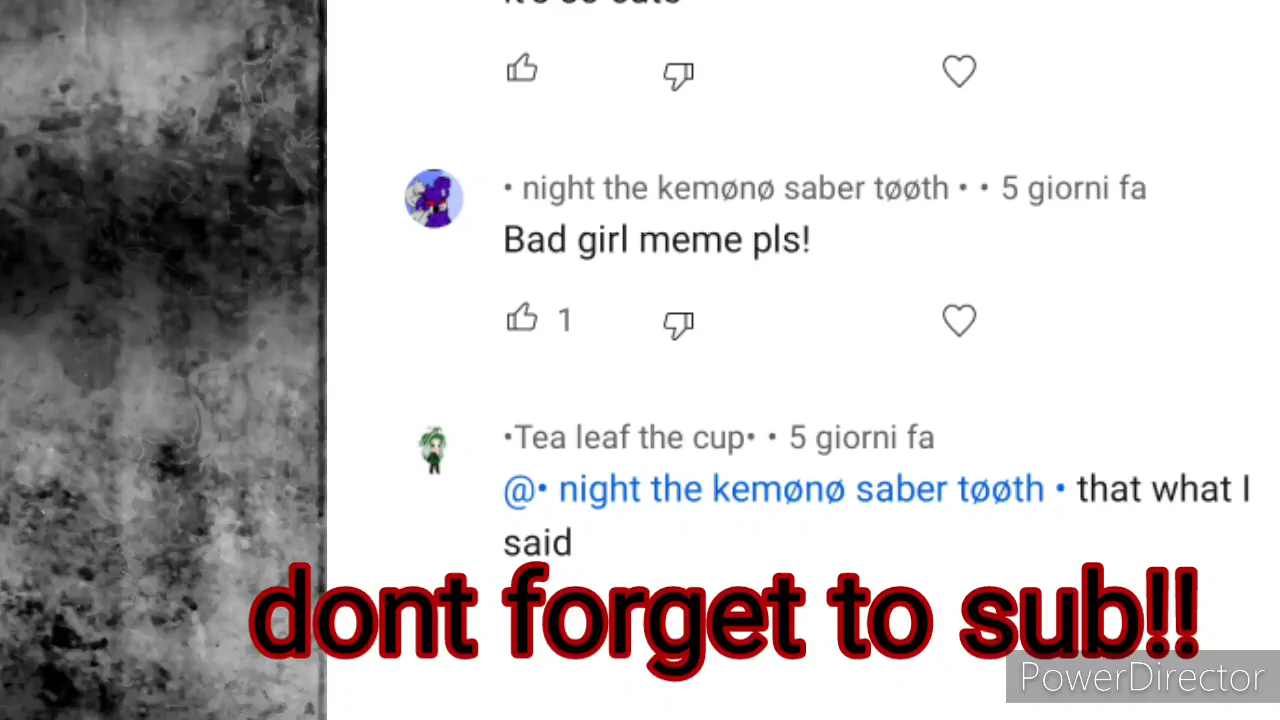 • night the kemønø saber tøøth • • 5 giorni fa
Bad girl meme pls!
1
•Tea leaf the cup• • 5 giorni fa
@• night the kemønø saber tøøth • that what I
said
dont forget to sub!!
PowerDirector